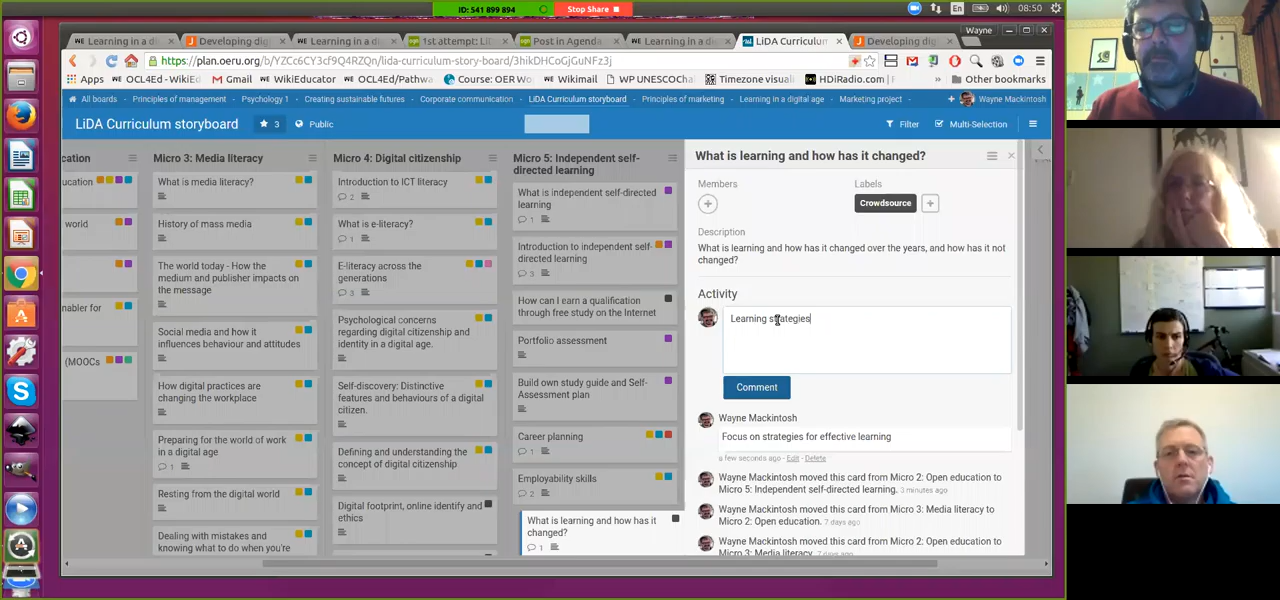 ID: 541 899 894
Stop Share
En
08:50
Wayne
Learning in a di
Developing dig
Learning in a di
1st attempt: Li
Post in Agenda
Learning in a di
LiDA Curriculum
Developing dig
https://plan.oeru.org/b/YZCc6CY3cf9Q4RZQn/lida-curriculum-story-board/3hikDHCoGjGuNFz3j
Apps
OCL4Ed - WikiEd
Gmail
WikiEducator
OCL4Ed/Pathwa
Course: OER Wo
Wikimail
WP UNESCOChai
Timezone visuali
HDiRadio.com (
»
Other bookmarks
All boards
Principles of management
Psychology 1
Creating sustainable futures
Corporate communication
LiDA Curriculum storyboard
Principles of marketing
Learning in a digital age
Marketing project
Wayne Mackintosh
LiDA Curriculum storyboard
3
Public
Filter
Multi-Selection
cation
ucation
world
nabler for
(MOOCs
Micro 3: Media literacy
What is media literacy?
History of mass media
The world today - How the
medium and publisher impacts on
the message
Social media and how it
influences behaviour and attitudes
How digital practices are
changing the workplace
Preparing for the world of work
in a digital age
1
Resting from the digital world
Dealing with mistakes and
knowing what to do when you're
Micro 4: Digital citizenship
Introduction to ICT literacy
2
What is e-literacy?
1
E-literacy across the
generations
3
Psychological concerns
regarding digital citizenship and
identity in a digital age.
Self-discovery: Distinctive
features and behaviours of a digital
citizen.
Defining and understanding the
concept of digital citizenship
Digital footprint, online identify and
ethics
Micro 5: Independent self-
directed learning
What is independent self-directed
learning
1
Introduction to independent self-
directed learning
3
How can I earn a qualification
through free study on the Internet
Portfolio assessment
Build own study guide and Self-
Assessment plan
Career planning
1
Employability skills
2
What is learning and how has it
changed?
1
What is learning and how has it changed?
Members
Labels
Crowdsource
Description
What is learning and how has it changed over the years, and how has it not
changed?
Activity
Learning strategies
Comment
Wayne Mackintosh
Focus on strategies for effective learning
a few seconds ago - Edit - Delete
Wayne Mackintosh moved this card from Micro 2: Open education to
Micro 5: Independent self-directed learning. 3 minutes ago
Wayne Mackintosh moved this card from Micro 3: Media literacy to
Micro 2: Open education. 7 days ago
Wayne Mackintosh moved this card from Micro 2: Open education to
Micro 3: Media literacy. 7 days ago